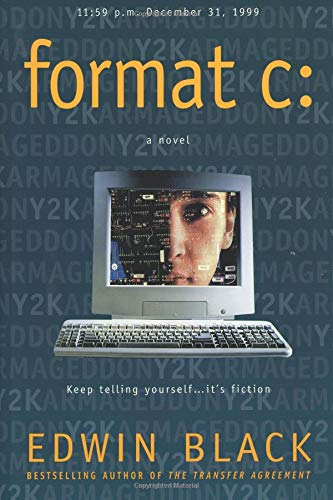 11:59 p.m. December 31, 1999
format c:
a novel
Y2KARMAGEDDONY2KARMAGEDDON
Keep telling yourself...it's fiction
EDWIN BLACK
BESTSELLING AUTHOR OF THE TRANSFER AGREEMENT